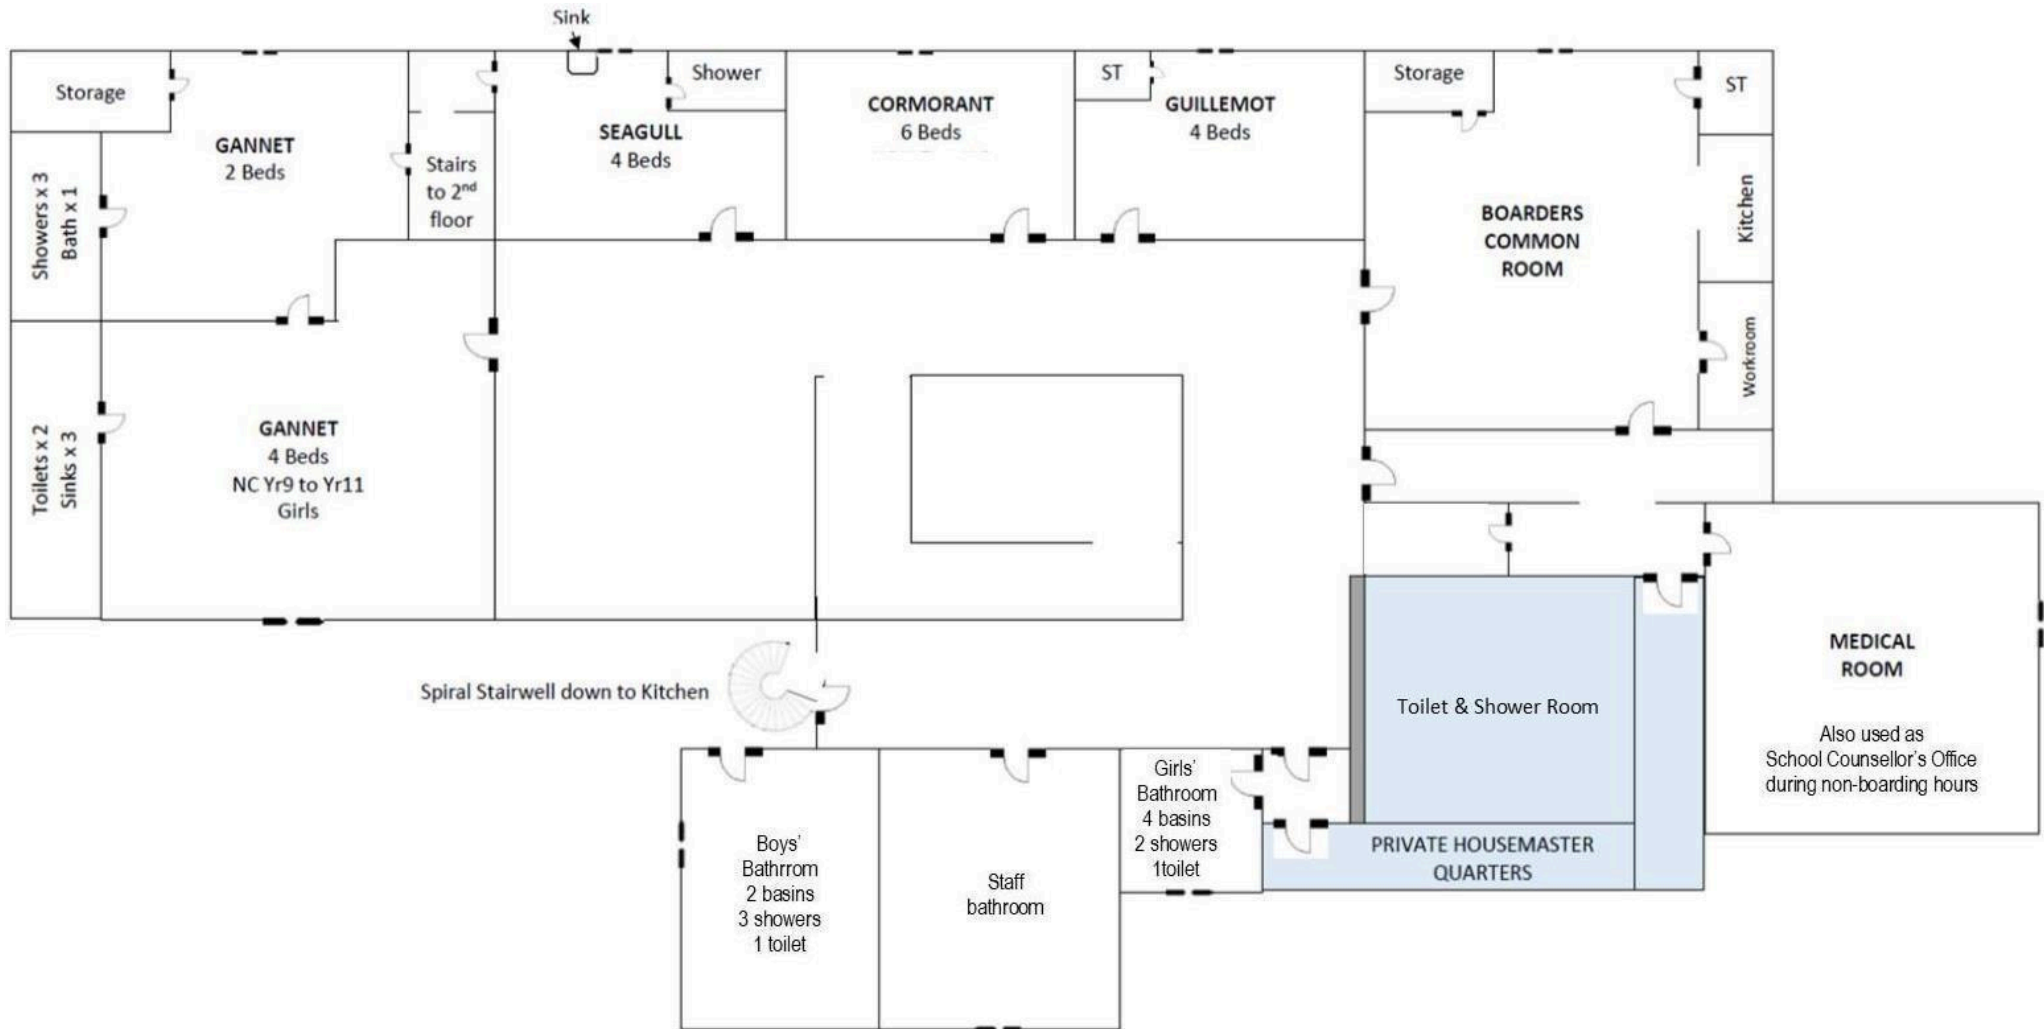 Sink
Storage
GANNET
2 Beds
Showers x 3
Bath x 1
Stairs
to 2nd
floor
SEAGULL
4 Beds
Shower
CORMORANT
6 Beds
ST
GUILLEMOT
4 Beds
Storage
ST
BOARDERS
COMMON
ROOM
Kitchen
Workroom
Toilets x 2
Sinks x 3
GANNET
4 Beds
NC Yr9 to Yr11
Girls
Spiral Stairwell down to Kitchen
Toilet & Shower Room
MEDICAL
ROOM
Also used as
School Counsellor's Office
during non-boarding hours
Boys'
Bathrrom
2 basins
3 showers
1 toilet
Staff
bathroom
Girls'
Bathroom
4 basins
2 showers
1toilet
PRIVATE HOUSEMASTER
QUARTERS